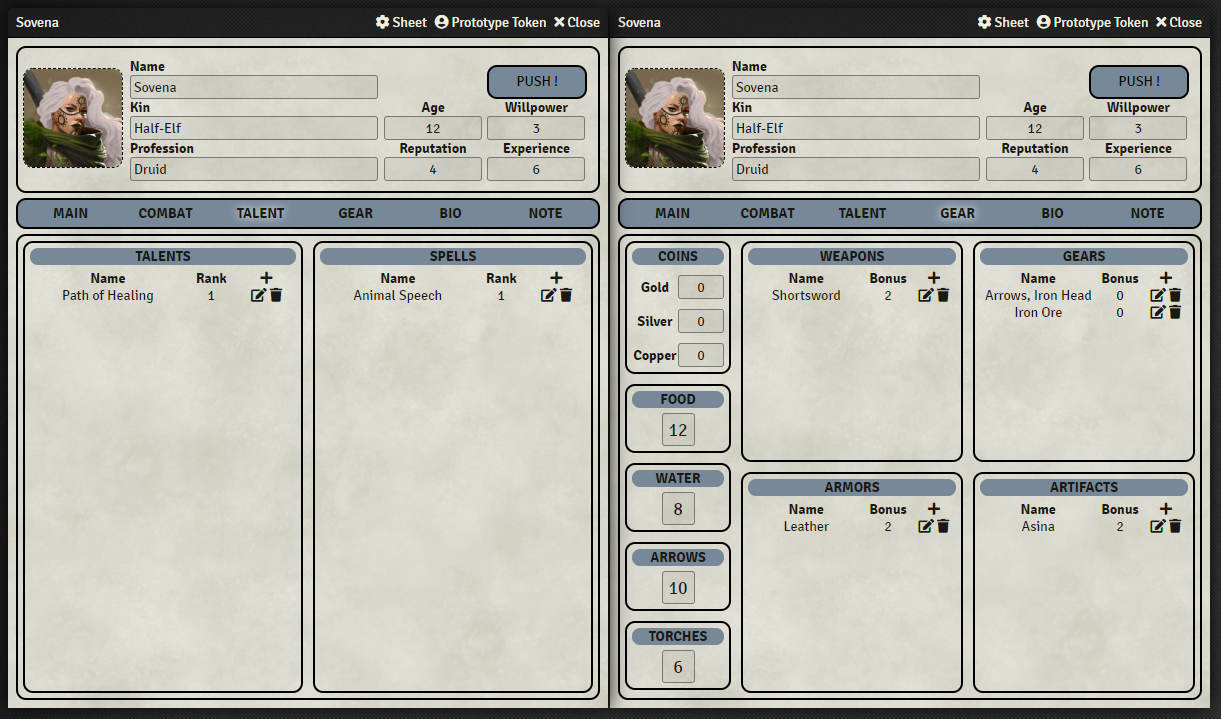 Sovena Sheet Prototype Token Close
Name
Sovena
PUSH !
Kin Age Willpower
Half-Elf 12 3
Profession Reputation Experience
Druid 4 6
MAIN COMBAT TALENT GEAR BIO NOTE
TALENTS
Name Rank
Path of Healing 1
SPELLS
Name Rank
Animal Speech 1
Sovena Sheet Prototype Token Close
Name
Sovena
PUSH !
Kin Age Willpower
Half-Elf 12 3
Profession Reputation Experience
Druid 4 6
MAIN COMBAT TALENT GEAR BIO NOTE
COINS
Gold 0
Silver 0
Copper 0
FOOD
12
WATER
8
ARROWS
10
TORCHES
6
WEAPONS
Name Bonus
Shortsword 2
GEARS
Name Bonus
Arrows, Iron Head 0
Iron Ore 0
ARMORS
Name Bonus
Leather 2
ARTIFACTS
Name Bonus
Asina 2